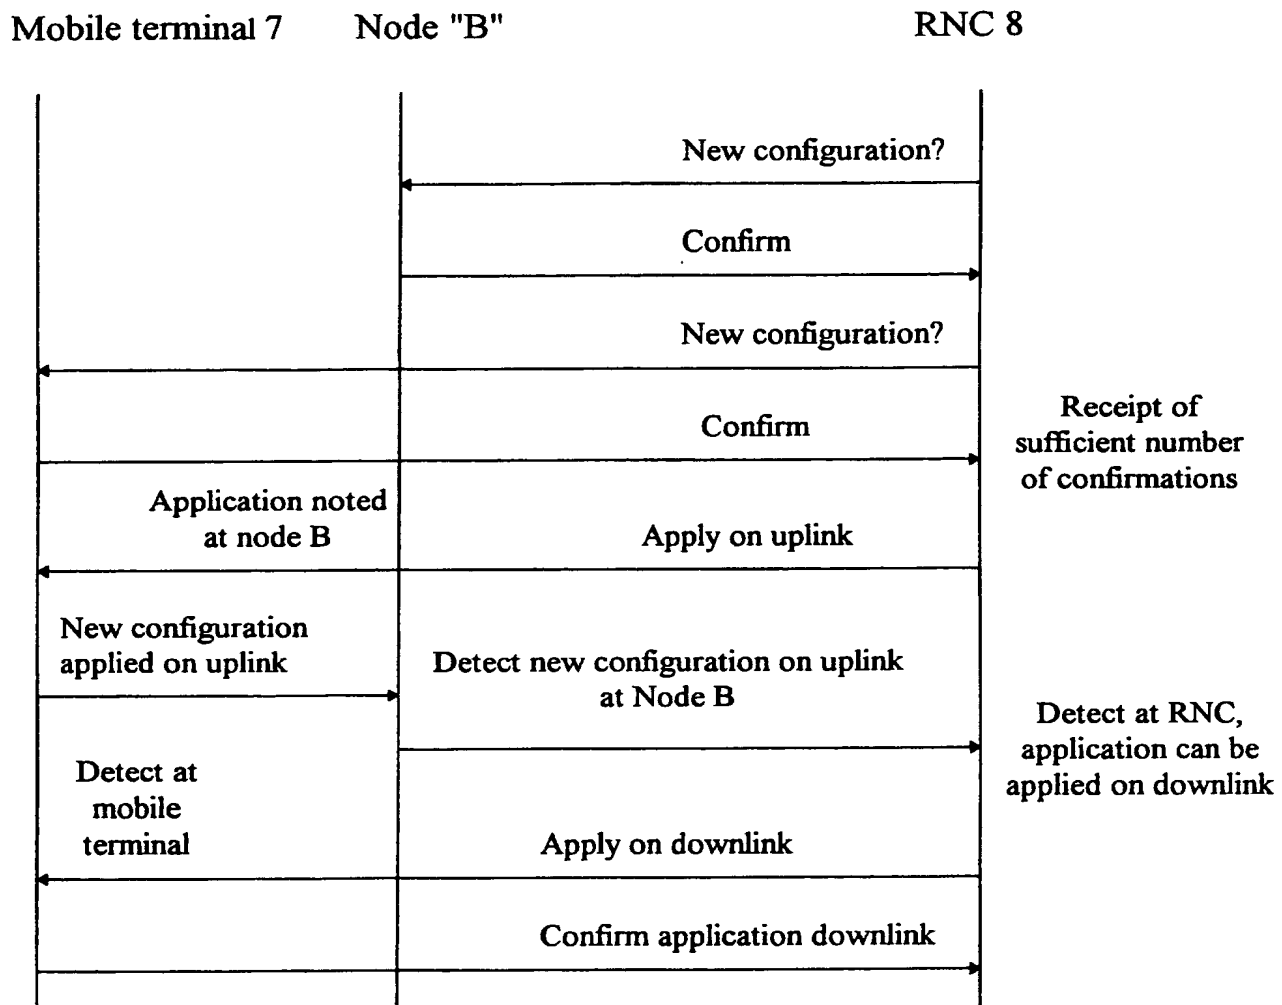 Mobile terminal 7 Node "B" RNC 8
New configuration?
Confirm
New configuration?
Confirm
Receipt of
sufficient number
of confirmations
Application noted
at node B
Apply on uplink
New configuration
applied on uplink
Detect new configuration on uplink
at Node B
Detect at RNC,
application can be
applied on downlink
Detect at
mobile
terminal
Apply on downlink
Confirm application downlink